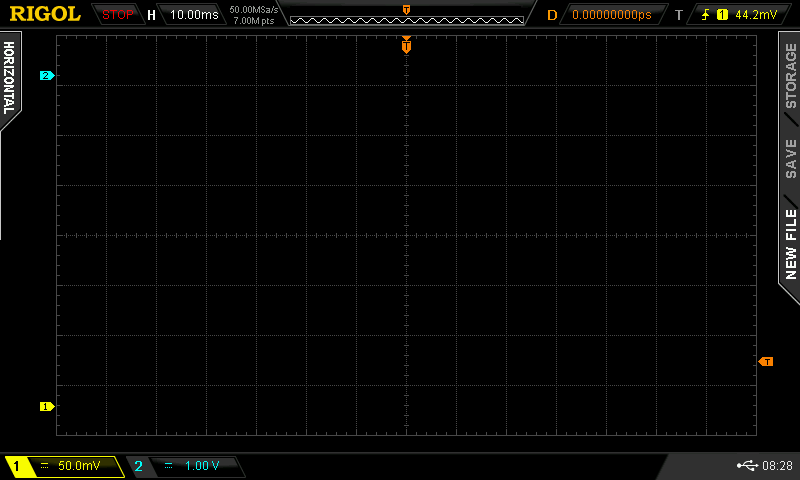 RIGOL STOP H 10.00ms 50.00MSa/s 7.00M pts D 0.00000000ps T 1 44.2mV
T
T
HORIZONTAL
STORAGE
SAVE
NEW FILE
2
T
1
1 50.0mV 2 1.00 V 08:28